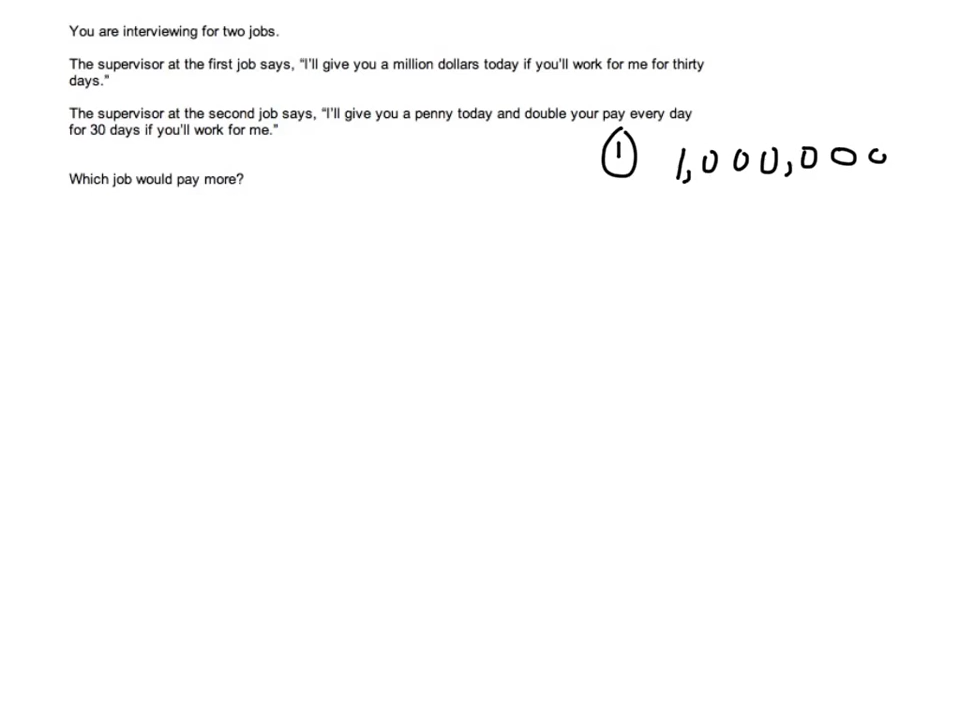 You are interviewing for two jobs.
The supervisor at the first job says, “I'll give you a million dollars today if you'll work for me for thirty
days.”
The supervisor at the second job says, “I'll give you a penny today and double your pay every day
for 30 days if you'll work for me.”
1 1,000,000
Which job would pay more?